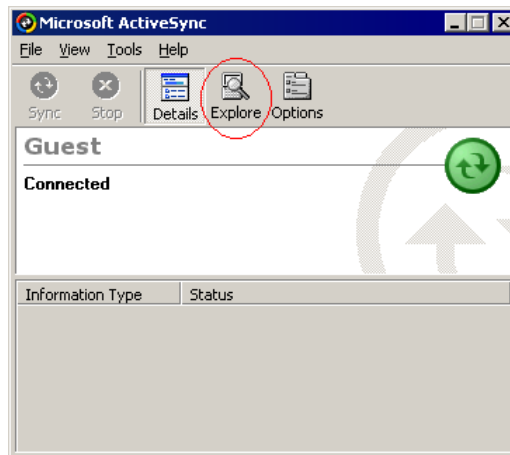 Microsoft ActiveSync
File View Tools Help
Sync Stop Details Explore Options
Guest
Connected
Information Type Status